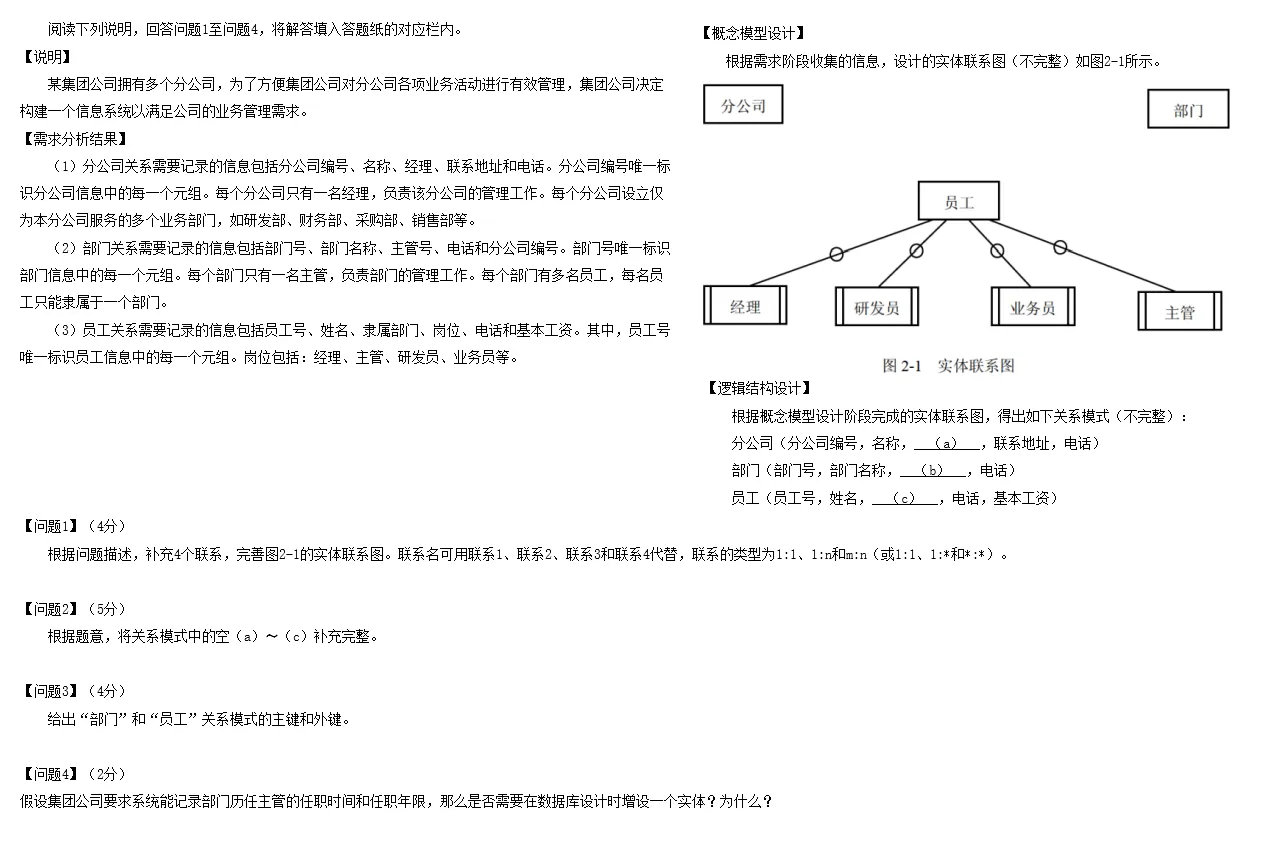 阅读下列说明，回答问题1至问题4，将解答填入答题纸的对应栏内。
【说明】
某集团公司拥有多个分公司，为了方便集团公司对分公司各项业务活动进行有效管理，集团公司决定
构建一个信息系统以满足公司的业务管理需求。
【需求分析结果】
（1）分公司关系需要记录的信息包括分公司编号、名称、经理、联系地址和电话。分公司编号唯一标
识分公司信息中的每一个元组。每个分公司只有一名经理，负责该分公司的管理工作。每个分公司设立仅
为本分公司服务的多个业务部门，如研发部、财务部、采购部、销售部等。
（2）部门关系需要记录的信息包括部门号、部门名称、主管号、电话和分公司编号。部门号唯一标识
部门信息中的每一个元组。每个部门只有一名主管，负责部门的管理工作。每个部门有多名员工，每名员
工只能隶属于一个部门。
（3）员工关系需要记录的信息包括员工号、姓名、隶属部门、岗位、电话和基本工资。其中，员工号
唯一标识员工信息中的每一个元组。岗位包括：经理、主管、研发员、业务员等。
【概念模型设计】
根据需求阶段收集的信息，设计的实体联系图（不完整）如图2-1所示。
分公司
部门
员工
经理
研发员
业务员
主管
图 2-1 实体联系图
【逻辑结构设计】
根据概念模型设计阶段完成的实体联系图，得出如下关系模式（不完整）：
分公司（分公司编号，名称，（a），联系地址，电话）
部门（部门号，部门名称，（b），电话）
员工（员工号，姓名，（c），电话，基本工资）
【问题1】（4分）
根据问题描述，补充4个联系，完善图2-1的实体联系图。联系名可用联系1、联系2、联系3和联系4代替，联系的类型为1:1、1:n和m:n（或1:1、1:*和*:*）。
【问题2】（5分）
根据题意，将关系模式中的空（a）～（c）补充完整。
【问题3】（4分）
给出“部门”和“员工”关系模式的主键和外键。
【问题4】（2分）
假设集团公司要求系统能记录部门历任主管的任职时间和任职年限，那么是否需要在数据库设计时增设一个实体？为什么？